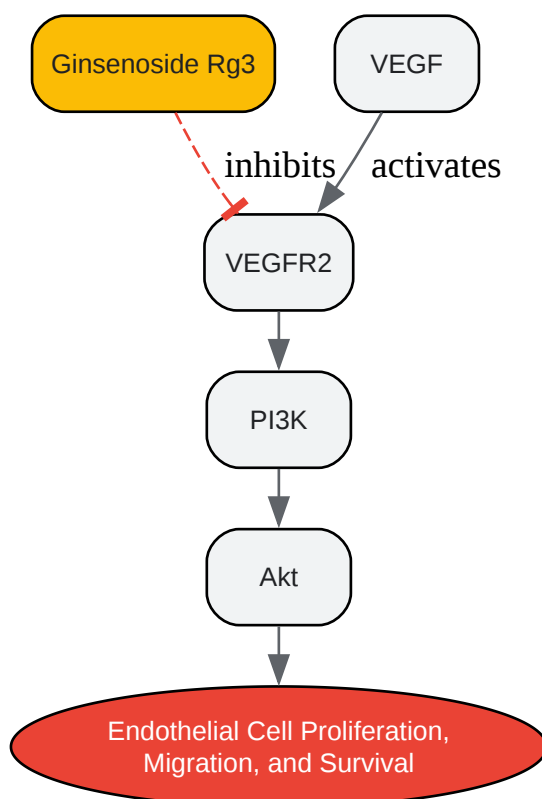 Ginsenoside Rg3
VEGF
inhibits
activates
VEGFR2
PI3K
Akt
Endothelial Cell Proliferation,
Migration, and Survival